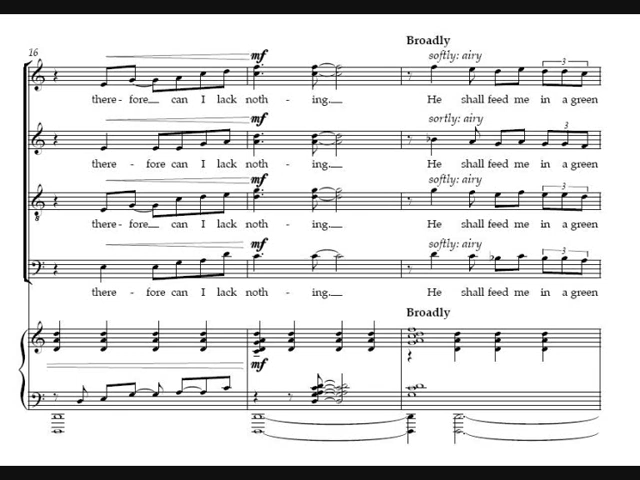 Broadly
16
mf
softly: airy
3
there - fore can I lack noth - ing. He shall feed me in a green
mf
sortly: airy
3
there - fore can I lack noth - ing. He shall feed me in a green
mf
softly: airy
3
8
there - fore can I lack noth - ing. He shall feed me in a green
mf
softly: airy
3
there - fore can I lack noth - ing. He shall feed me in a green
Broadly
mf